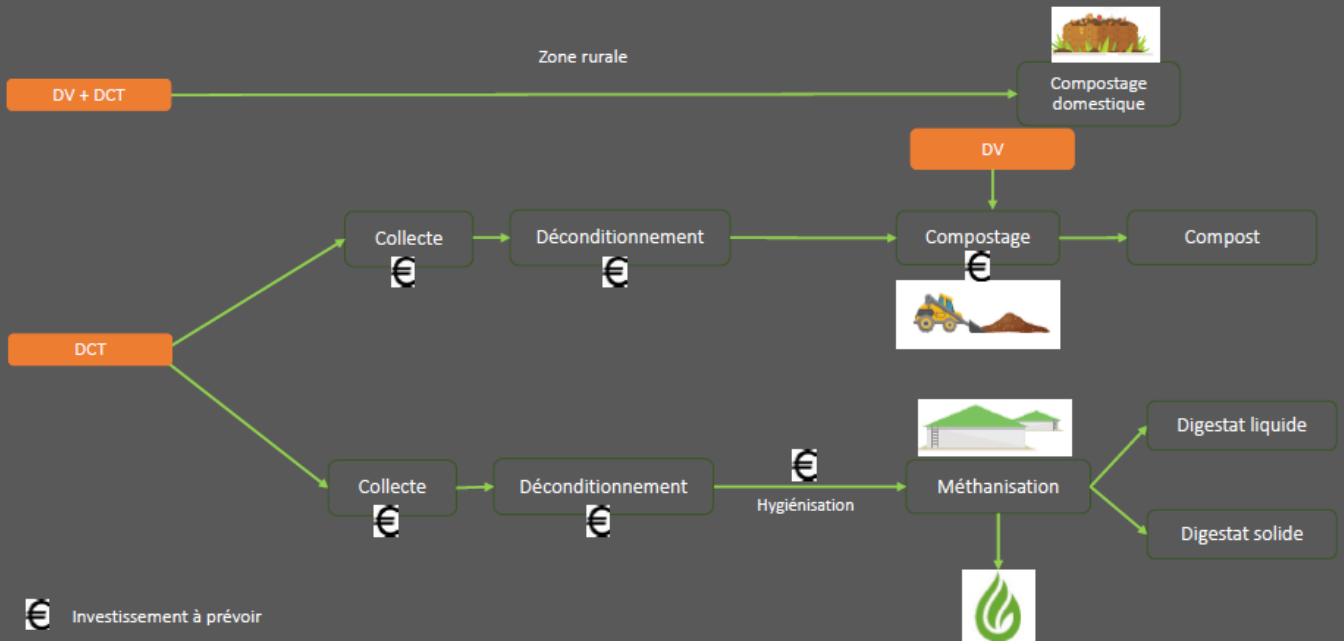 Zone rurale
DV + DCT
Compostage
domestique
DV
Collecte
€
Déconditionnement
€
Compostage
€
Compost
DCT
Collecte
€
Déconditionnement
€
€
Hygiénisation
Méthanisation
Digestat liquide
Digestat solide
€ Investissement à prévoir